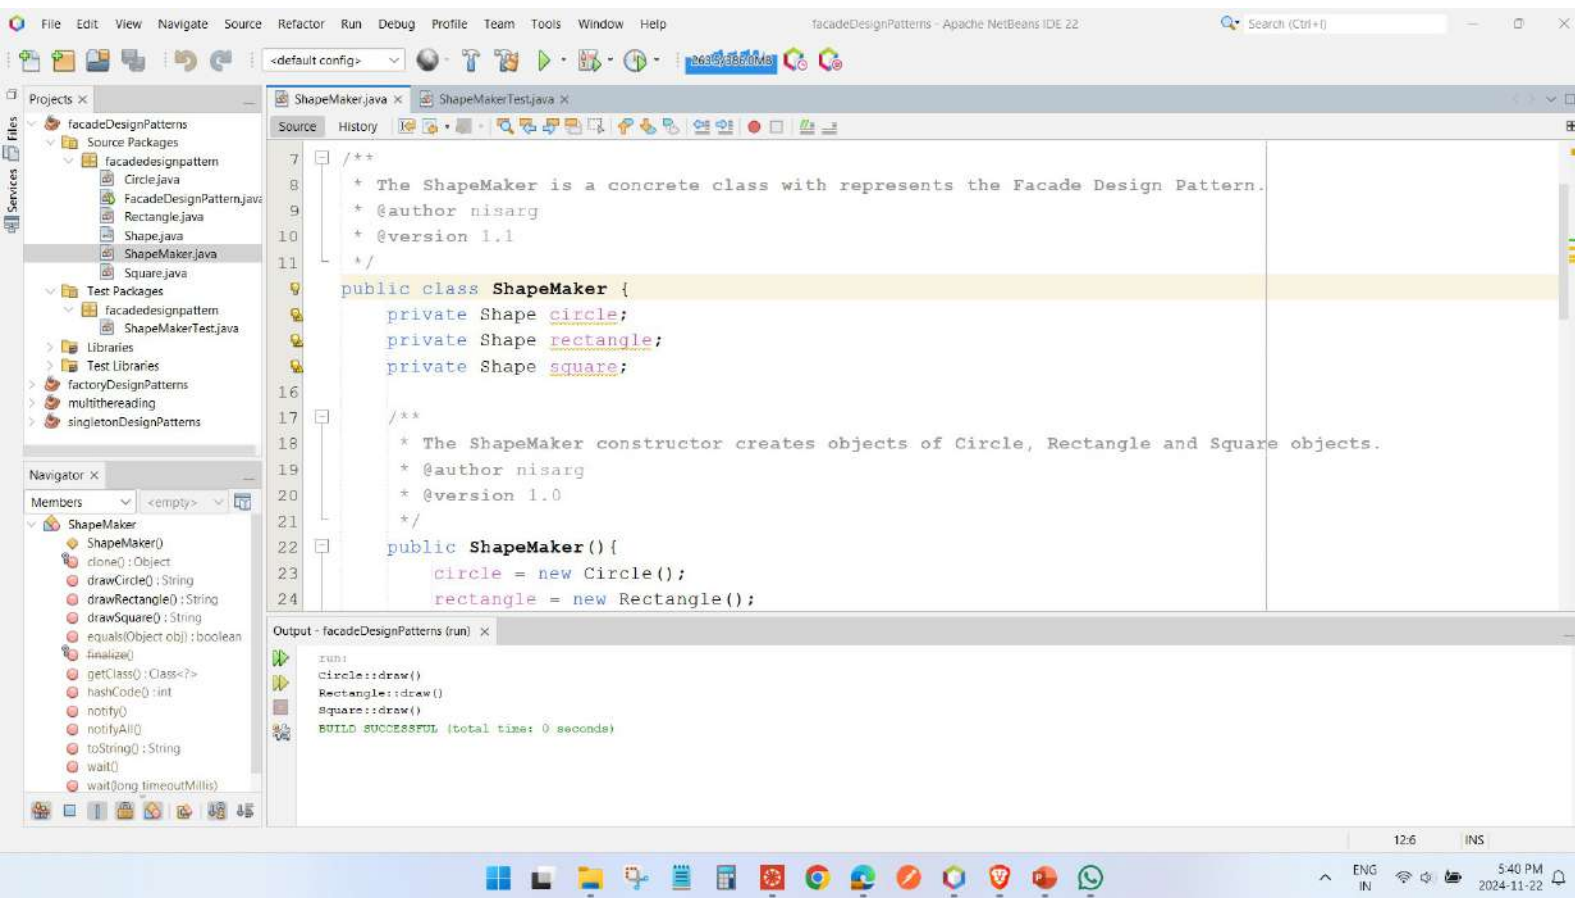 File Edit View Navigate Source Refactor Run Debug Profile Team Tools Window Help facadeDesignPatterns - Apache NetBeans IDE 22 Search (Ctrl+I)
<default config> 263.5/386.0MB
Projects
ShapeMaker.java ShapeMakerTest.java
Files
Services
facadeDesignPatterns
Source Packages
facadedesignpattern
Circle.java
FacadeDesignPattern.java
Rectangle.java
Shape.java
ShapeMaker.java
Square.java
Test Packages
facadedesignpattern
ShapeMakerTest.java
Libraries
Test Libraries
factoryDesignPatterns
multithereading
singletonDesignPatterns
Source History
7 /**
8 * The ShapeMaker is a concrete class with represents the Facade Design Pattern.
9 * @author nisarg
10 * @version 1.1
11 */
public class ShapeMaker {
private Shape circle;
private Shape rectangle;
private Shape square;
16
17 /**
18 * The ShapeMaker constructor creates objects of Circle, Rectangle and Square objects.
19 * @author nisarg
20 * @version 1.0
21 */
22 public ShapeMaker(){
23 circle = new Circle();
24 rectangle = new Rectangle();
Navigator
Members <empty>
ShapeMaker
ShapeMaker()
clone() : Object
drawCircle() : String
drawRectangle() : String
drawSquare() : String
equals(Object obj) : boolean
finalize()
getClass() : Class<?>
hashCode() : int
notify()
notifyAll()
toString() : String
wait()
wait(long timeoutMillis)
Output - facadeDesignPatterns (run)
run:
Circle::draw()
Rectangle::draw()
Square::draw()
BUILD SUCCESSFUL (total time: 0 seconds)
12:6 INS
ENG
IN
5:40 PM
2024-11-22